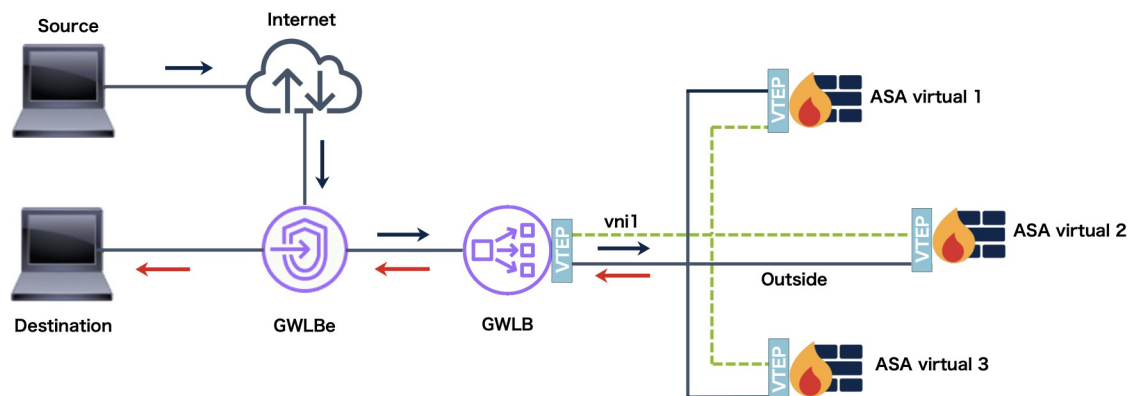 Source
Internet
VTEP
ASA virtual 1
vni1
VTEP
VTEP
ASA virtual 2
Outside
Destination
GWLBe
GWLB
VTEP
ASA virtual 3